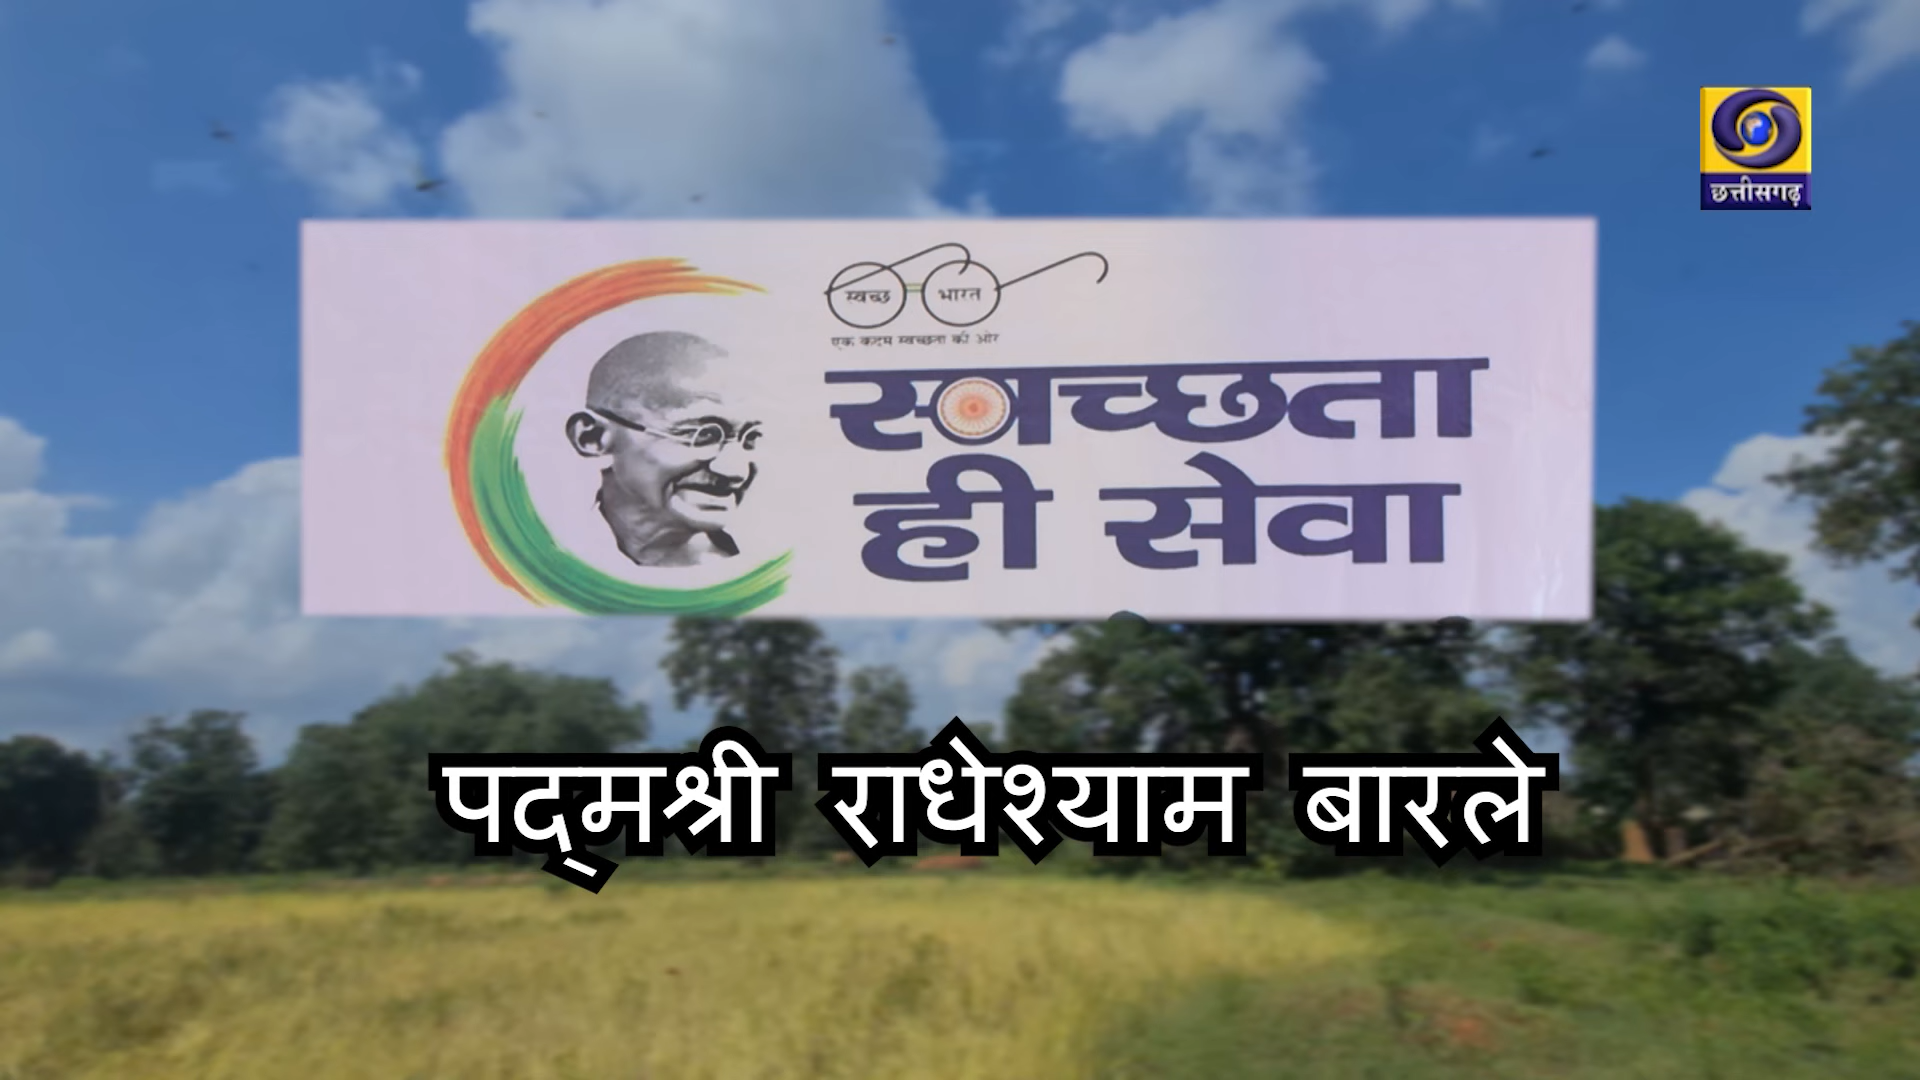 छत्तीसगढ़
स्वच्छ भारत
एक कदम स्वच्छता की ओर
स्वच्छता
ही सेवा
पद्मश्री राधेश्याम बारले